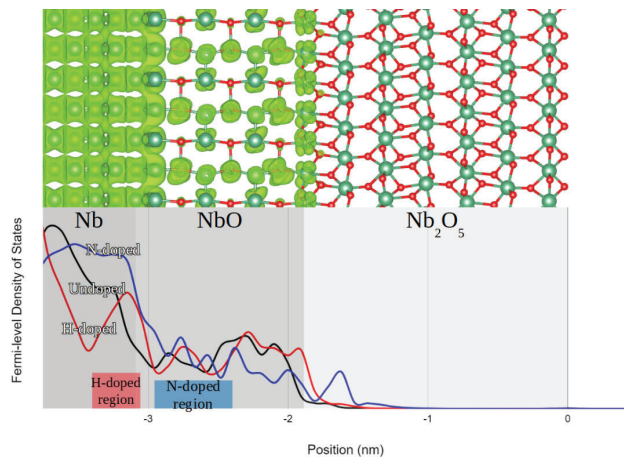 Nb NbO Nb2O5
N-doped
Undoped
H-doped
H-doped region
N-doped region
Fermi-level Density of States
-3 -2 -1 0
Position (nm)